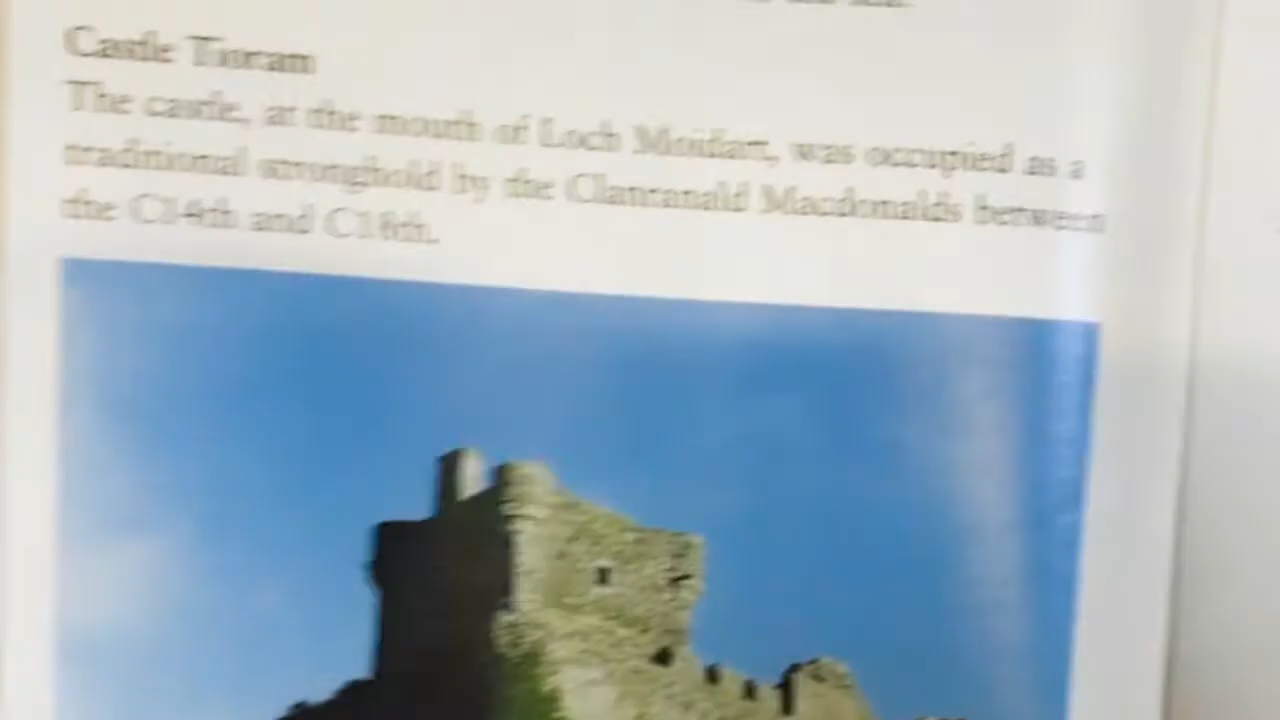 Castle Tioram
The castle, at the mouth of Loch Moidart, was occupied as a
traditional stronghold by the Clanranald Macdonalds between
the C14th and C18th.